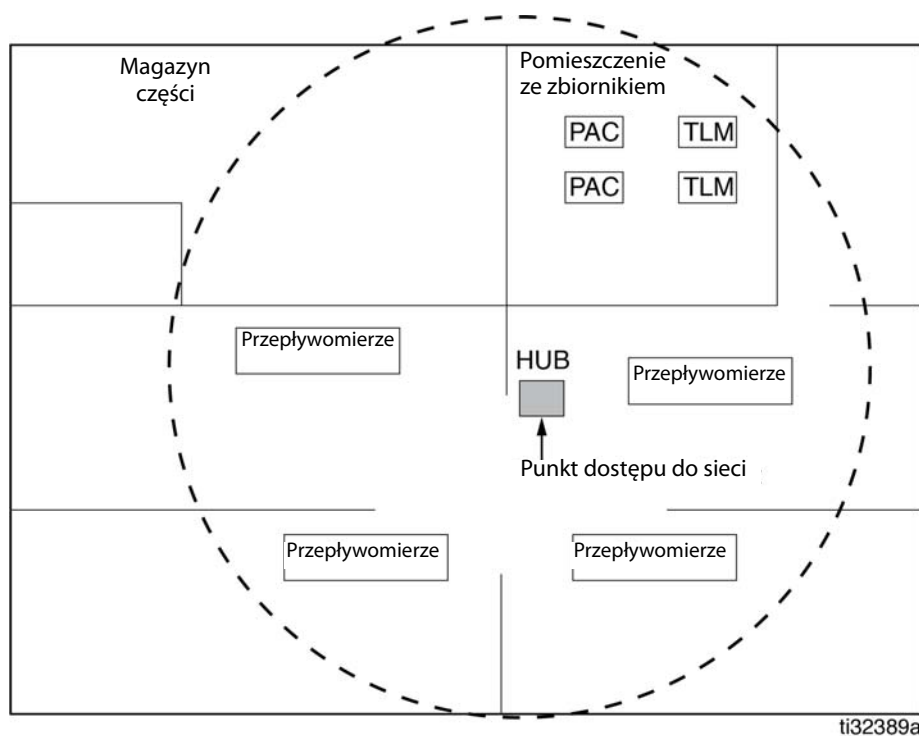 Magazyn
części
Pomieszczenie
ze zbiornikiem
PAC
TLM
PAC
TLM
Przepływomierze
HUB
Przepływomierze
Punkt dostępu do sieci
Przepływomierze
Przepływomierze
ti32389a